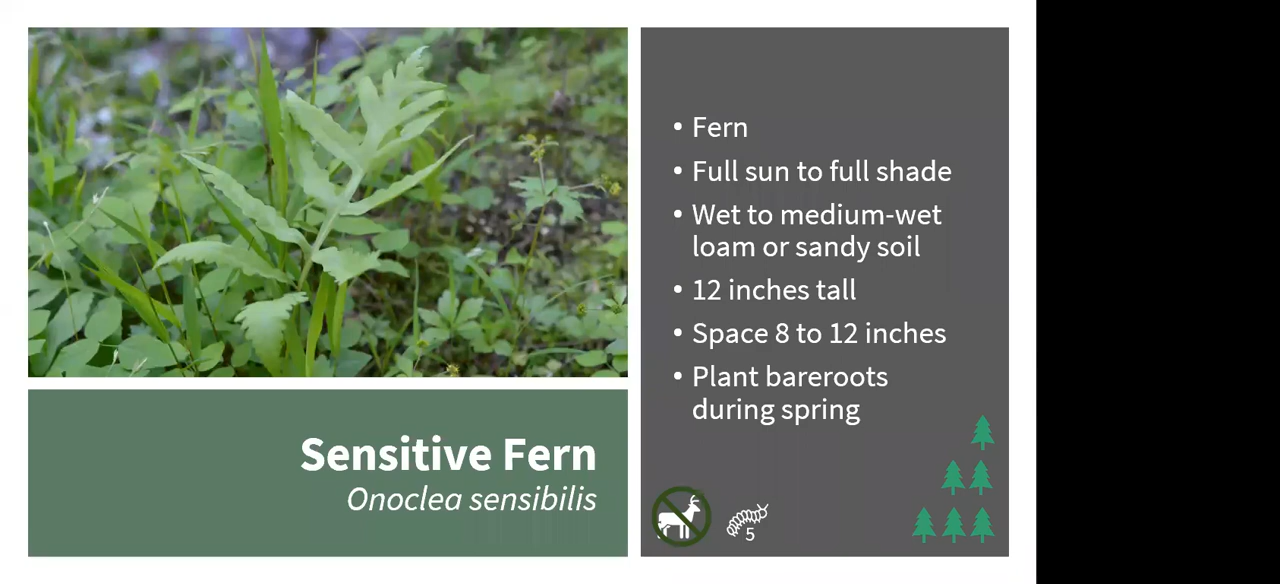 Sensitive Fern
Onoclea sensibilis
• Fern
• Full sun to full shade
• Wet to medium-wet
loam or sandy soil
• 12 inches tall
• Space 8 to 12 inches
• Plant bareroots
during spring
5